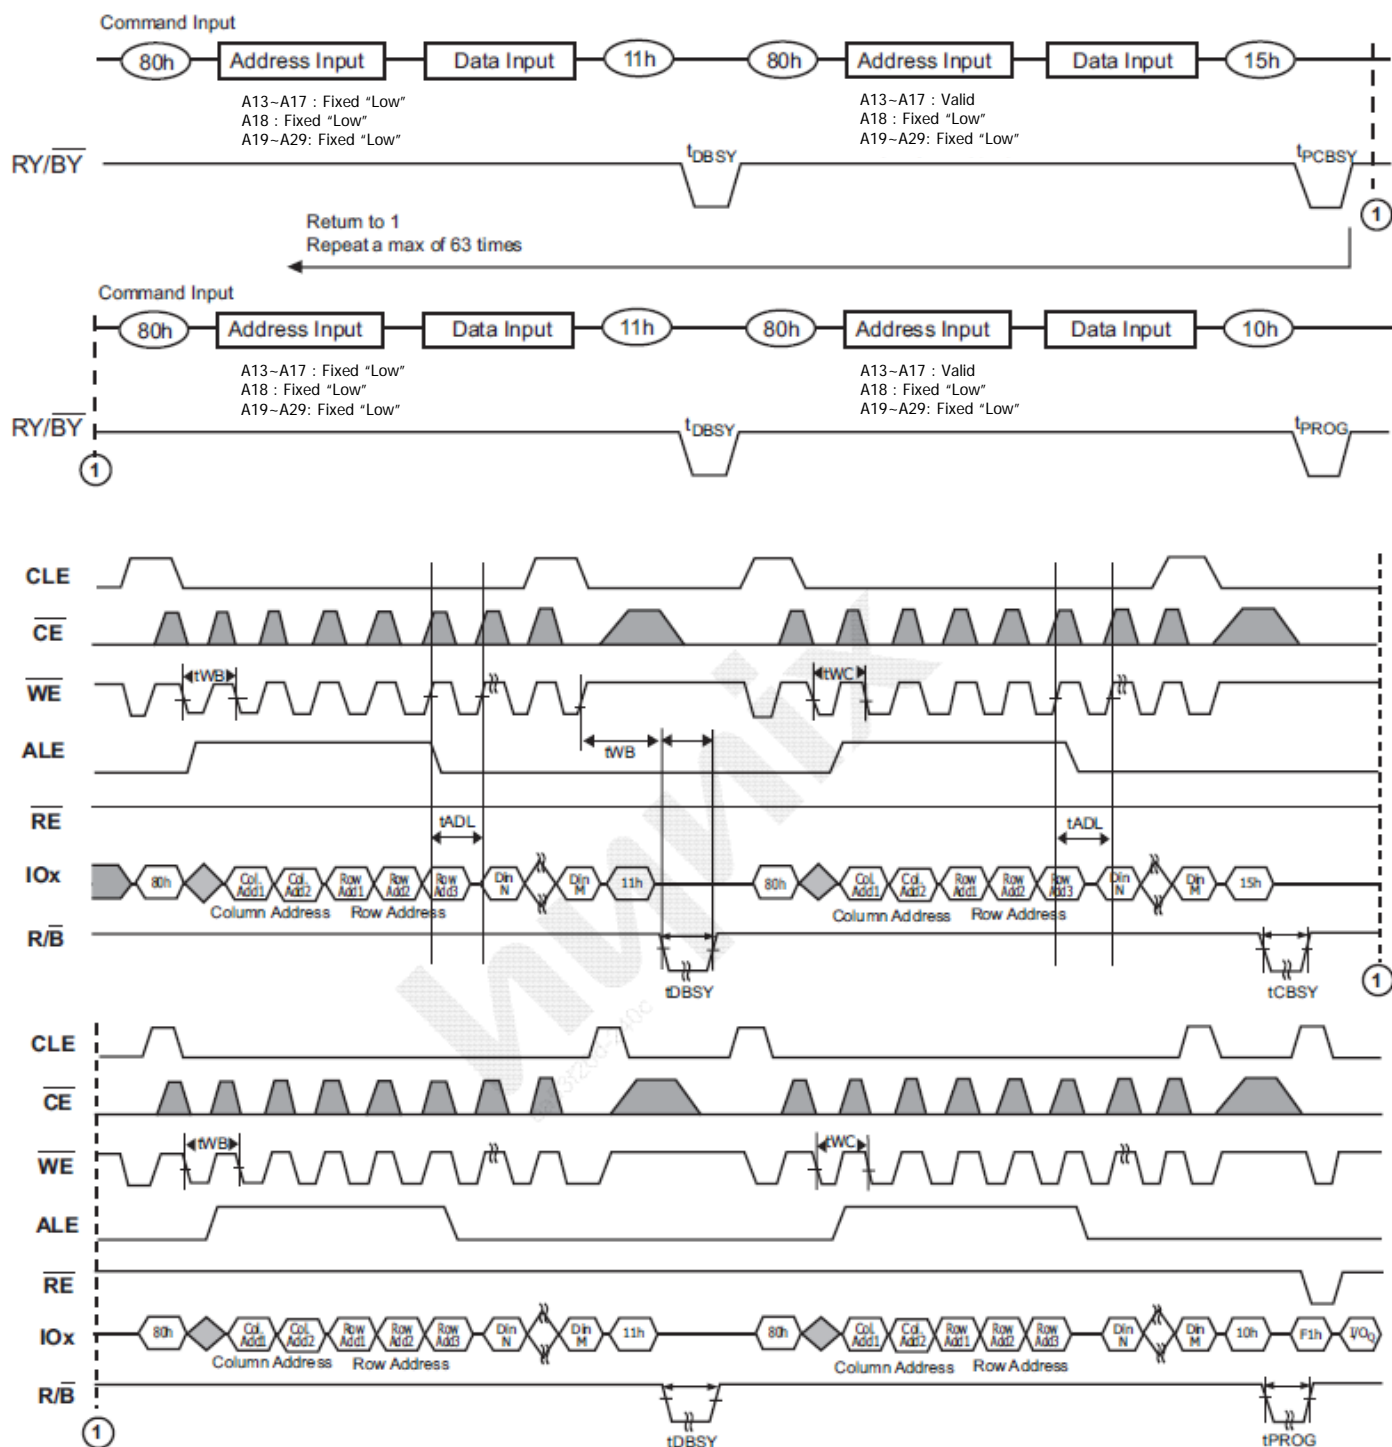 Command Input
80h Address Input Data Input 11h 80h Address Input Data Input 15h
A13~A17 : Fixed “Low” A13~A17 : Valid
A18 : Fixed “Low” A18 : Fixed “Low”
A19~A29: Fixed “Low” A19~A29: Fixed “Low”
RY/BY tDBSY tPCBSY
1
Return to 1
Repeat a max of 63 times
Command Input
80h Address Input Data Input 11h 80h Address Input Data Input 10h
A13~A17 : Fixed “Low” A13~A17 : Valid
A18 : Fixed “Low” A18 : Fixed “Low”
A19~A29: Fixed “Low” A19~A29: Fixed “Low”
RY/BY tDBSY tPROG
1
CLE
CE
WE tWB tWC
ALE tWB
RE
tADL tADL
IOx 80h Col. Add1 Col. Add2 Row Add1 Row Add2 Row Add3 Din N Din M 11h 80h Col. Add1 Col. Add2 Row Add1 Row Add2 Row Add3 Din N Din M 15h
Column Address Row Address Column Address Row Address
R/B
tDBSY tCBSY
1
hynix
CLE
CE
WE tWB tWC
ALE
RE
IOx 80h Col. Add1 Col. Add2 Row Add1 Row Add2 Row Add3 Din N Din M 11h 80h Col. Add1 Col. Add2 Row Add1 Row Add2 Row Add3 Din N Din M 10h F1h I/OQ
Column Address Row Address Column Address Row Address
R/B
1
tDBSY tPROG